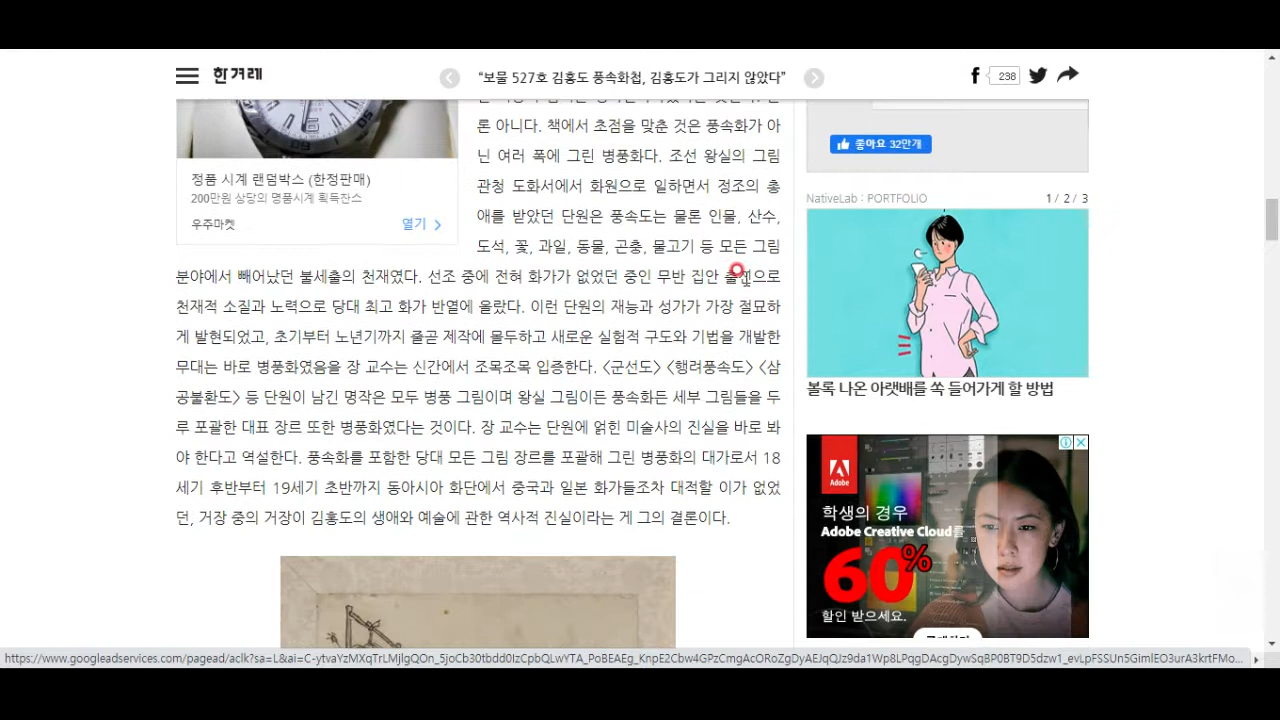 한겨레
“보물 527호 김홍도 풍속화첩, 김홍도가 그리지 않았다”
238
론 아니다. 책에서 초점을 맞춘 것은 풍속화가 아
닌 여러 폭에 그린 병풍화다. 조선 왕실의 그림
관청 도화서에서 화원으로 일하면서 정조의 총
애를 받았던 단원은 풍속도는 물론 인물, 산수,
도석, 꽃, 과일, 동물, 곤충, 물고기 등 모든 그림
분야에서 빼어났던 불세출의 천재였다. 선조 중에 전혀 화가가 없었던 중인 무반 집안
천재적 소질과 노력으로 당대 최고 화가 반열에 올랐다. 이런 단원의 재능과 성가가 가장 절묘하
게 발현되었고, 초기부터 노년기까지 줄곧 제작에 몰두하고 새로운 실험적 구도와 기법을 개발한
무대는 바로 병풍화였음을 장 교수는 신간에서 조목조목 입증한다. <군선도> <행려풍속도> <삼
공불환도> 등 단원이 남긴 명작은 모두 병풍 그림이며 왕실 그림이든 풍속화든 세부 그림들을 두
루 포괄한 대표 장르 또한 병풍화였다는 것이다. 장 교수는 단원에 얽힌 미술사의 진실을 바로 봐
야 한다고 역설한다. 풍속화를 포함한 당대 모든 그림 장르를 포괄해 그린 병풍화의 대가로서 18
세기 후반부터 19세기 초반까지 동아시아 화단에서 중국과 일본 화가들조차 대적할 이가 없었
던, 거장 중의 거장이 김홍도의 생애와 예술에 관한 역사적 진실이라는 게 그의 결론이다.
정품 시계 랜덤박스 (한정판매)
200만원 상당의 명품시계 획득찬스
우주마켓 열기
좋아요 32만개
NativeLab : PORTFOLIO 1 / 2 / 3
볼록 나온 아랫배를 쏙 들어가게 할 방법
Adobe
학생의 경우
Adobe Creative Cloud를
60%
할인 받으세요.